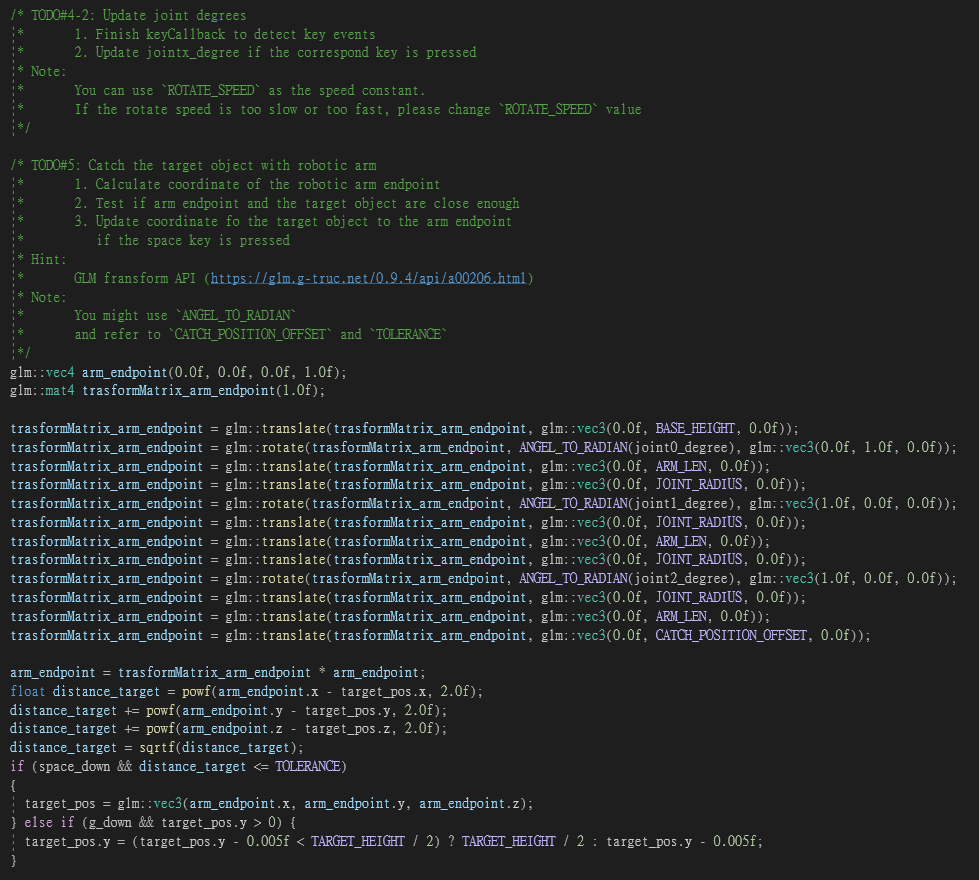 /* TODO#4-2: Update joint degrees
*       1. Finish keyCallback to detect key events
*       2. Update jointx_degree if the correspond key is pressed
* Note:
*       You can use `ROTATE_SPEED` as the speed constant.
*       If the rotate speed is too slow or too fast, please change `ROTATE_SPEED` value
*/

/* TODO#5: Catch the target object with robotic arm
*       1. Calculate coordinate of the robotic arm endpoint
*       2. Test if arm endpoint and the target object are close enough
*       3. Update coordinate fo the target object to the arm endpoint
*          if the space key is pressed
* Hint:
*       GLM fransform API (https://glm.g-truc.net/0.9.4/api/a00206.html)
* Note:
*       You might use `ANGEL_TO_RADIAN`
*       and refer to `CATCH_POSITION_OFFSET` and `TOLERANCE`
*/
glm::vec4 arm_endpoint(0.0f, 0.0f, 0.0f, 1.0f);
glm::mat4 trasformMatrix_arm_endpoint(1.0f);

trasformMatrix_arm_endpoint = glm::translate(trasformMatrix_arm_endpoint, glm::vec3(0.0f, BASE_HEIGHT, 0.0f));
trasformMatrix_arm_endpoint = glm::rotate(trasformMatrix_arm_endpoint, ANGEL_TO_RADIAN(joint0_degree), glm::vec3(0.0f, 1.0f, 0.0f));
trasformMatrix_arm_endpoint = glm::translate(trasformMatrix_arm_endpoint, glm::vec3(0.0f, ARM_LEN, 0.0f));
trasformMatrix_arm_endpoint = glm::translate(trasformMatrix_arm_endpoint, glm::vec3(0.0f, JOINT_RADIUS, 0.0f));
trasformMatrix_arm_endpoint = glm::rotate(trasformMatrix_arm_endpoint, ANGEL_TO_RADIAN(joint1_degree), glm::vec3(1.0f, 0.0f, 0.0f));
trasformMatrix_arm_endpoint = glm::translate(trasformMatrix_arm_endpoint, glm::vec3(0.0f, JOINT_RADIUS, 0.0f));
trasformMatrix_arm_endpoint = glm::translate(trasformMatrix_arm_endpoint, glm::vec3(0.0f, ARM_LEN, 0.0f));
trasformMatrix_arm_endpoint = glm::translate(trasformMatrix_arm_endpoint, glm::vec3(0.0f, JOINT_RADIUS, 0.0f));
trasformMatrix_arm_endpoint = glm::rotate(trasformMatrix_arm_endpoint, ANGEL_TO_RADIAN(joint2_degree), glm::vec3(1.0f, 0.0f, 0.0f));
trasformMatrix_arm_endpoint = glm::translate(trasformMatrix_arm_endpoint, glm::vec3(0.0f, JOINT_RADIUS, 0.0f));
trasformMatrix_arm_endpoint = glm::translate(trasformMatrix_arm_endpoint, glm::vec3(0.0f, ARM_LEN, 0.0f));
trasformMatrix_arm_endpoint = glm::translate(trasformMatrix_arm_endpoint, glm::vec3(0.0f, CATCH_POSITION_OFFSET, 0.0f));

arm_endpoint = trasformMatrix_arm_endpoint * arm_endpoint;
float distance_target = powf(arm_endpoint.x - target_pos.x, 2.0f);
distance_target += powf(arm_endpoint.y - target_pos.y, 2.0f);
distance_target += powf(arm_endpoint.z - target_pos.z, 2.0f);
distance_target = sqrtf(distance_target);
if (space_down && distance_target <= TOLERANCE)
{
  target_pos = glm::vec3(arm_endpoint.x, arm_endpoint.y, arm_endpoint.z);
} else if (g_down && target_pos.y > 0) {
  target_pos.y = (target_pos.y - 0.005f < TARGET_HEIGHT / 2) ? TARGET_HEIGHT / 2 : target_pos.y - 0.005f;
}